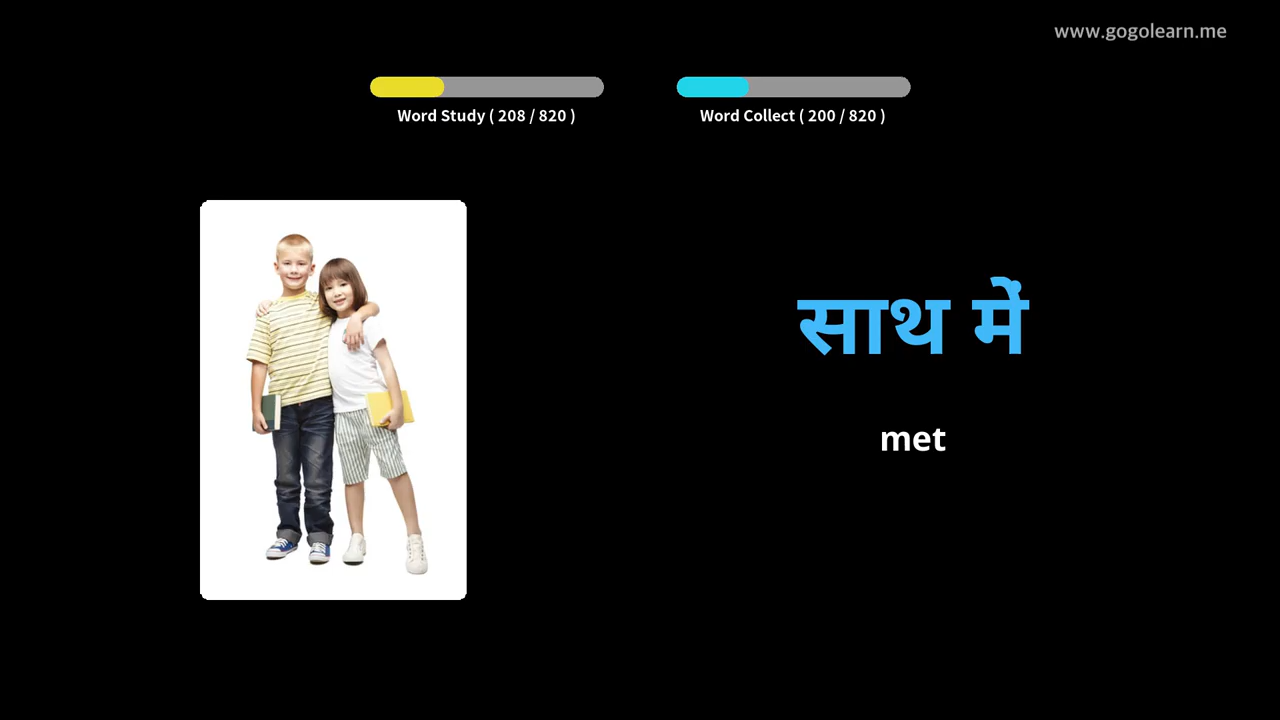 www.gogolearn.me
Word Study ( 208 / 820 )
Word Collect ( 200 / 820 )
साथ में
met